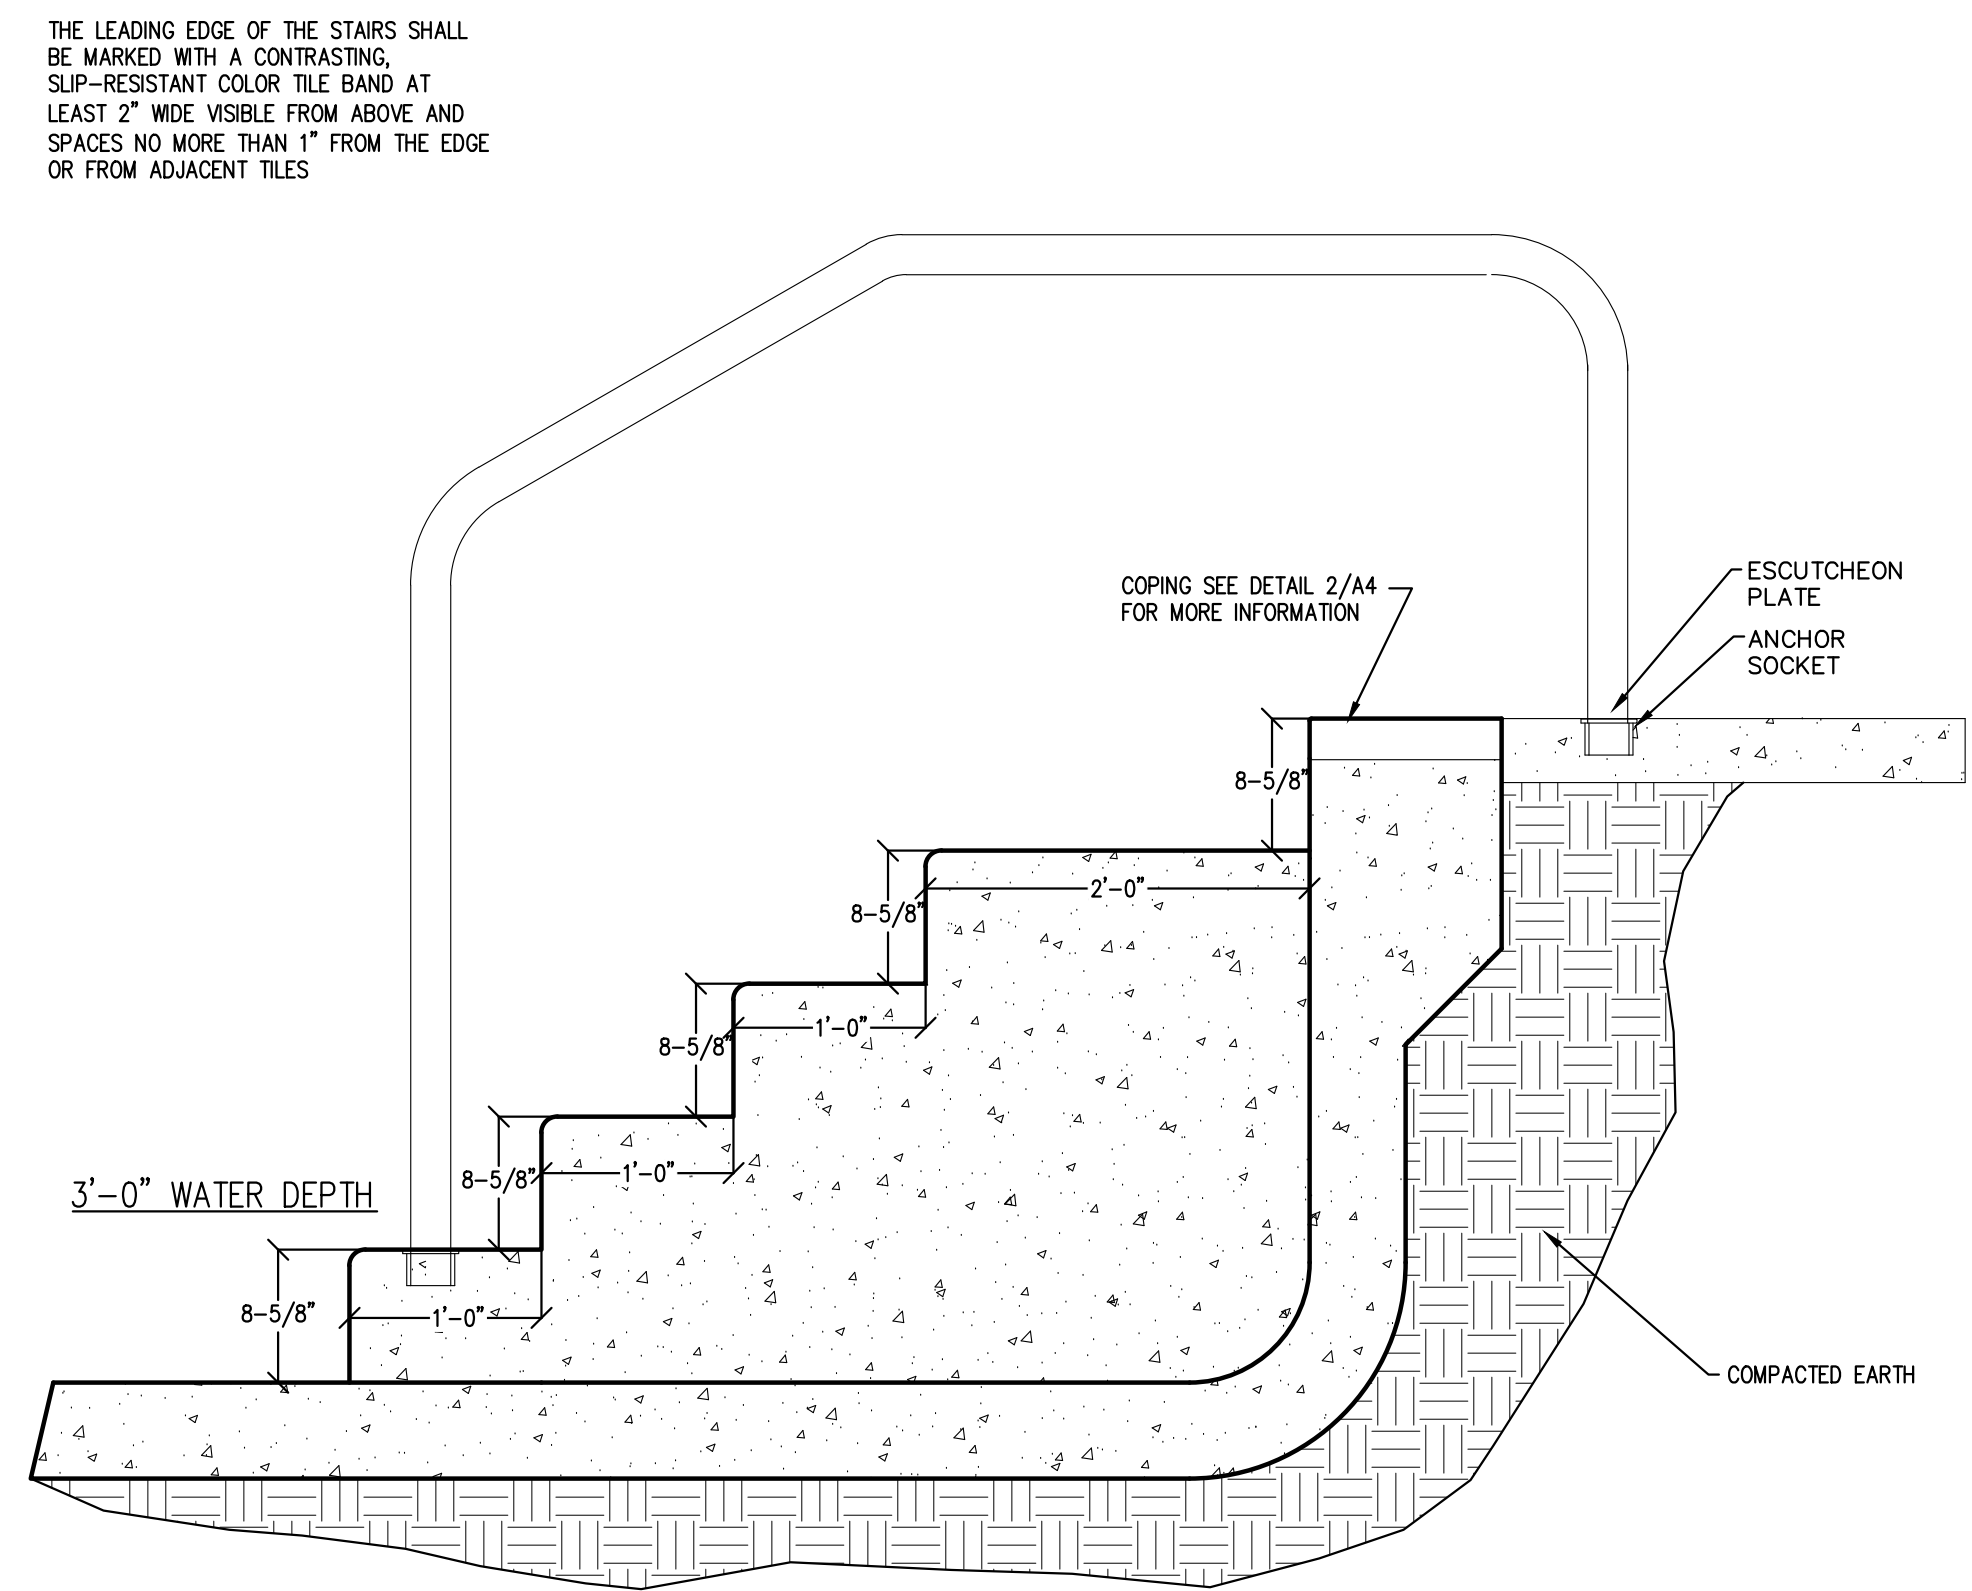 THE LEADING EDGE OF THE STAIRS SHALL
BE MARKED WITH A CONTRASTING,
SLIP-RESISTANT COLOR TILE BAND AT
LEAST 2" WIDE VISIBLE FROM ABOVE AND
SPACES NO MORE THAN 1" FROM THE EDGE
OR FROM ADJACENT TILES
COPING SEE DETAIL 2/A4
FOR MORE INFORMATION
ESCUTCHEON
PLATE
ANCHOR
SOCKET
8-5/8"
2'-0"
8-5/8"
1'-0"
8-5/8"
1'-0"
8-5/8"
3'-0" WATER DEPTH
8-5/8"
1'-0"
COMPACTED EARTH